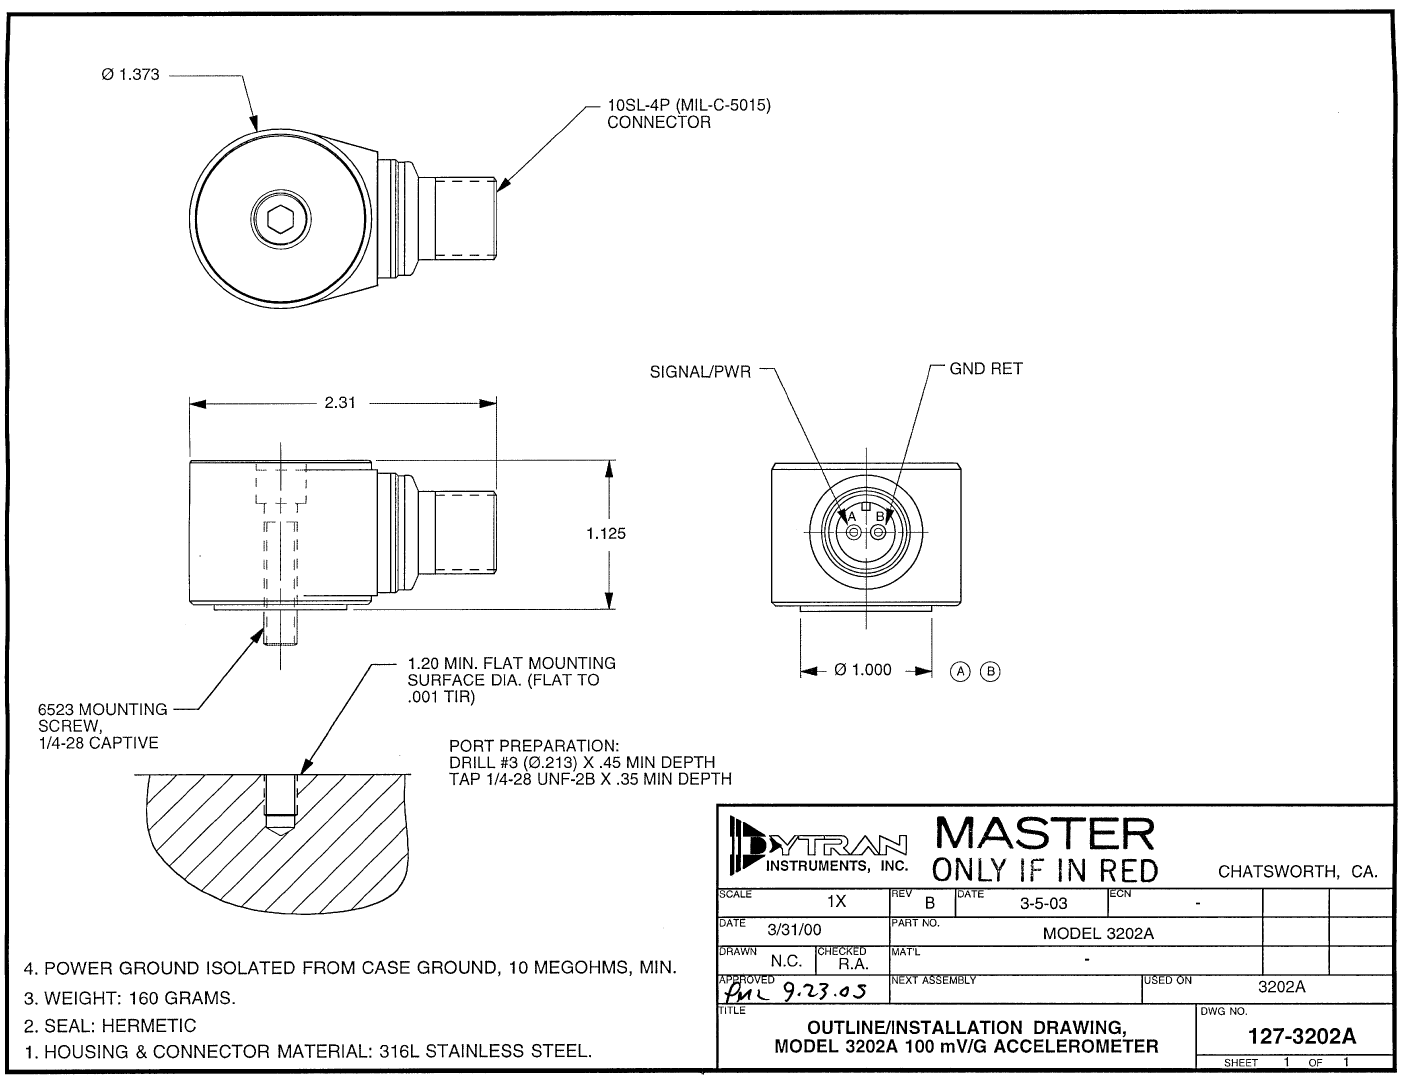 Ø 1.373
10SL-4P (MIL-C-5015)
CONNECTOR
SIGNAL/PWR
GND RET
2.31
1.125
A
B
Ø 1.000
A
B
6523 MOUNTING
SCREW,
1/4-28 CAPTIVE
1.20 MIN. FLAT MOUNTING
SURFACE DIA. (FLAT TO
.001 TIR)
PORT PREPARATION:
DRILL #3 (Ø.213) X .45 MIN DEPTH
TAP 1/4-28 UNF-2B X .35 MIN DEPTH
4. POWER GROUND ISOLATED FROM CASE GROUND, 10 MEGOHMS, MIN.
3. WEIGHT: 160 GRAMS.
2. SEAL: HERMETIC
1. HOUSING & CONNECTOR MATERIAL: 316L STAINLESS STEEL.
DYTRAN
INSTRUMENTS, INC.
MASTER
ONLY IF IN RED
CHATSWORTH, CA.
SCALE 1X
REV B
DATE 3-5-03
ECN -
DATE 3/31/00
PART NO. MODEL 3202A
DRAWN N.C.
CHECKED R.A.
MAT'L -
APPROVED 9.23.05
NEXT ASSEMBLY
USED ON 3202A
TITLE
OUTLINE/INSTALLATION DRAWING,
MODEL 3202A 100 mV/G ACCELEROMETER
DWG NO.
127-3202A
SHEET 1 OF 1